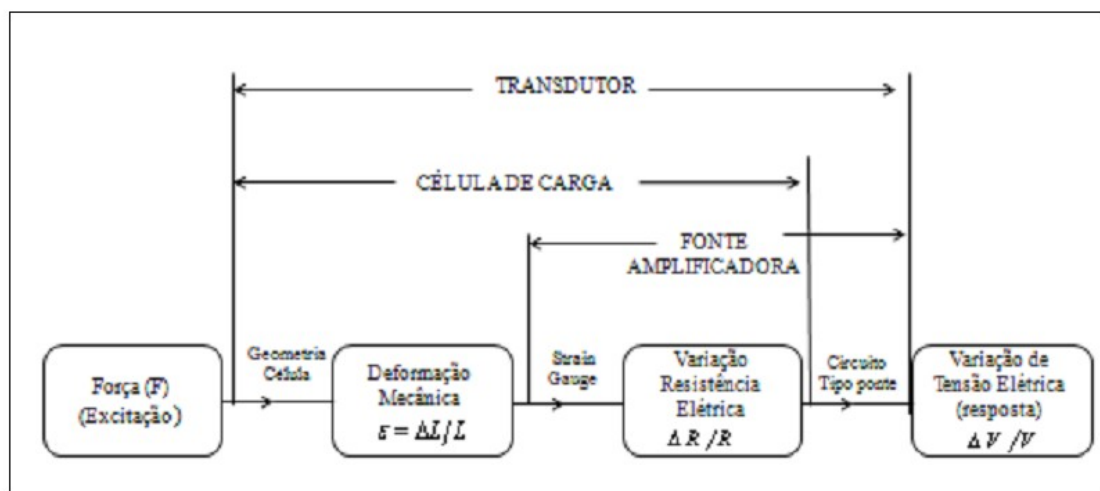 TRANSDUTOR
CÉLULA DE CARGA
FONTE
AMPLIFICADORA
Força (F)
(Excitação)
Geometria
Célula
Deformação
Mecânica
ε = ΔL/L
Strain
Gauge
Variação
Resistência
Elétrica
ΔR/R
Circuito
Tipo ponte
Variação de
Tensão Elétrica
(resposta)
ΔV/V